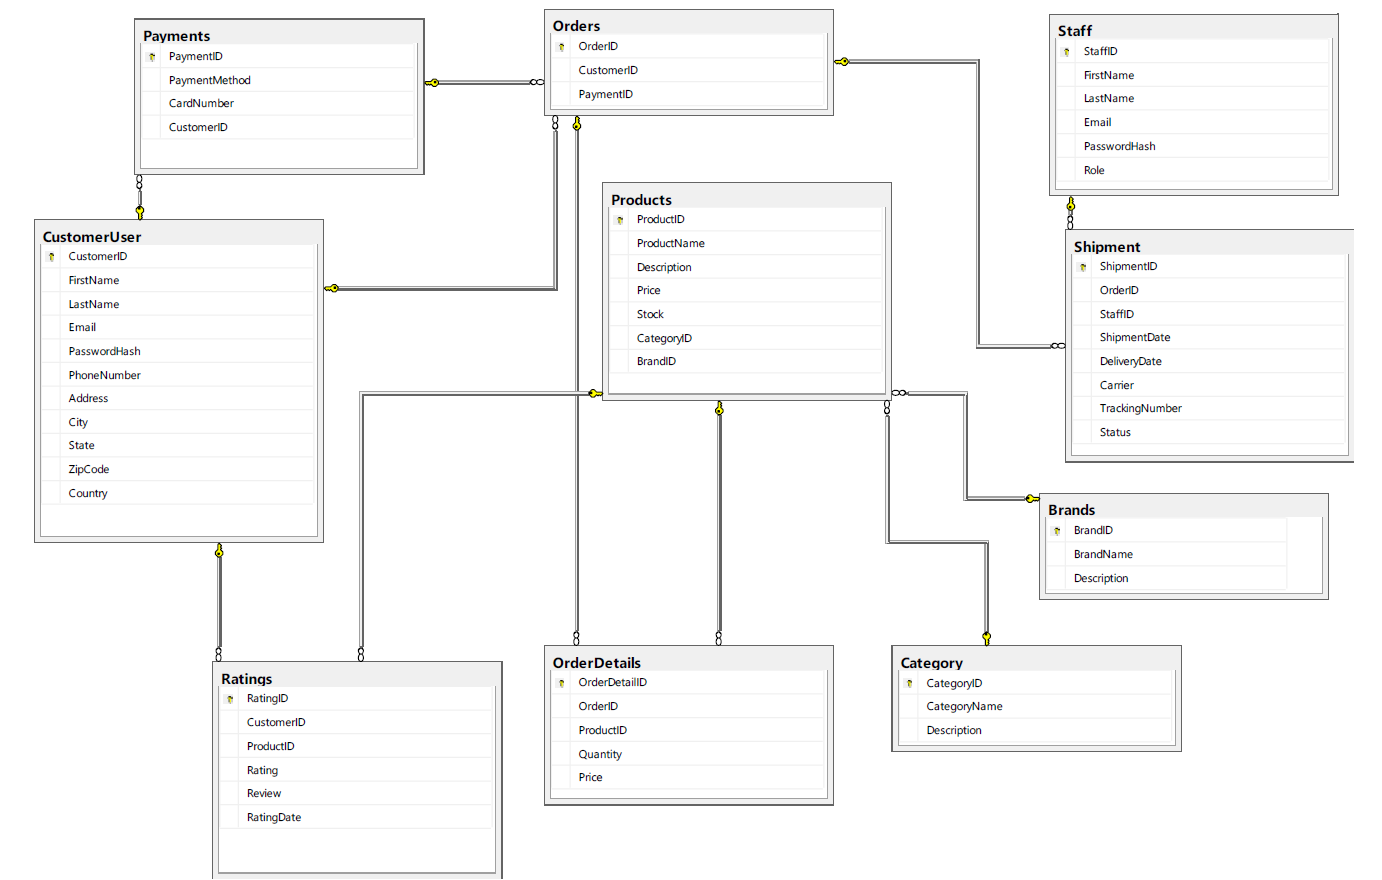 Payments
PaymentID
PaymentMethod
CardNumber
CustomerID
Orders
OrderID
CustomerID
PaymentID
Staff
StaffID
FirstName
LastName
Email
PasswordHash
Role
Products
ProductID
ProductName
Description
Price
Stock
CategoryID
BrandID
CustomerUser
CustomerID
FirstName
LastName
Email
PasswordHash
PhoneNumber
Address
City
State
ZipCode
Country
Shipment
ShipmentID
OrderID
StaffID
ShipmentDate
DeliveryDate
Carrier
TrackingNumber
Status
Brands
BrandID
BrandName
Description
Ratings
RatingID
CustomerID
ProductID
Rating
Review
RatingDate
OrderDetails
OrderDetailID
OrderID
ProductID
Quantity
Price
Category
CategoryID
CategoryName
Description